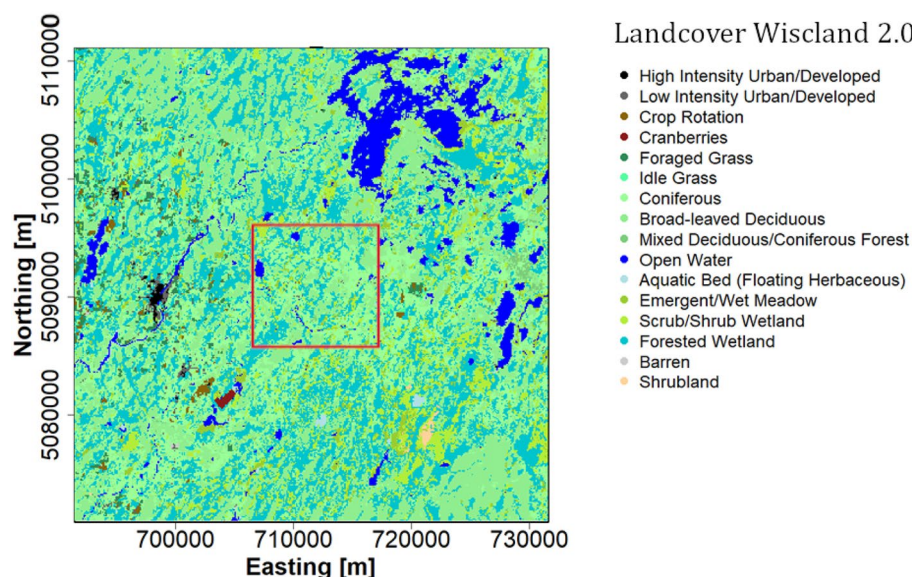 Landcover Wiscland 2.0
High Intensity Urban/Developed
Low Intensity Urban/Developed
Crop Rotation
Cranberries
Foraged Grass
Idle Grass
Coniferous
Broad-leaved Deciduous
Mixed Deciduous/Coniferous Forest
Open Water
Aquatic Bed (Floating Herbaceous)
Emergent/Wet Meadow
Scrub/Shrub Wetland
Forested Wetland
Barren
Shrubland
Northing [m]
5110000
5100000
5090000
5080000
700000 710000 720000 730000
Easting [m]